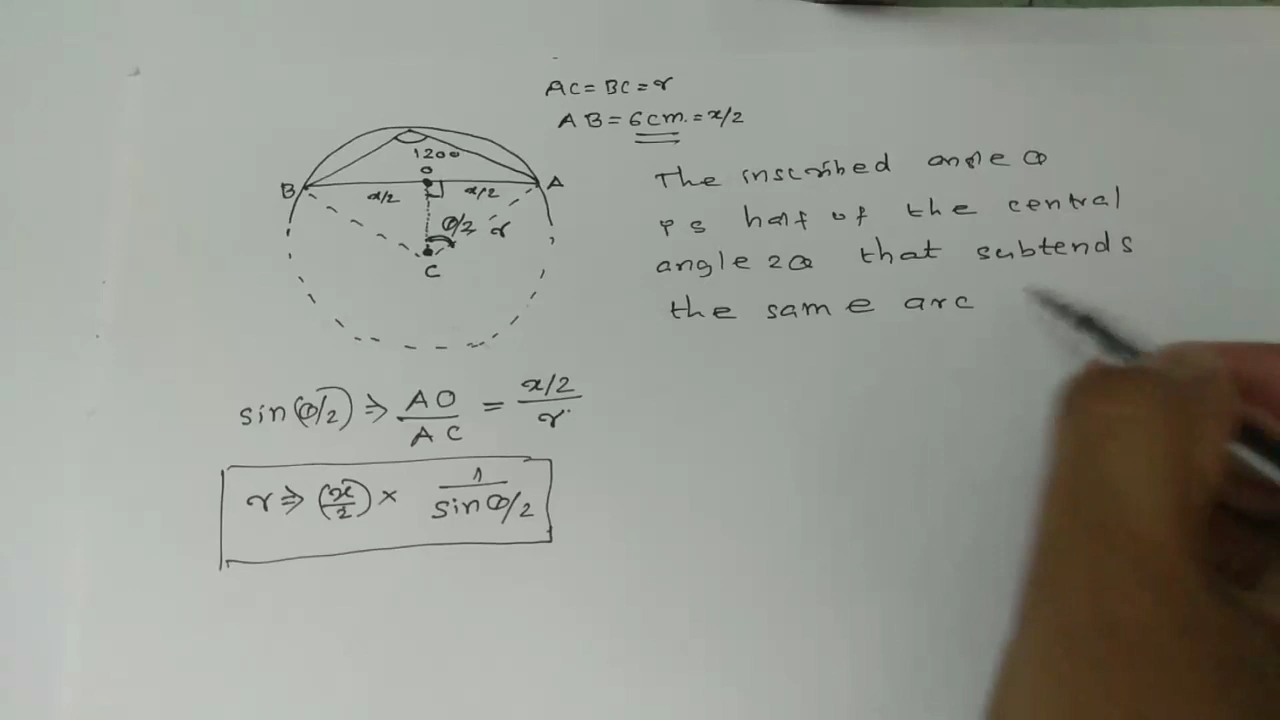 AC = BC = r
AB = 6cm. = x/2
120°
O
B
x/2
x/2
A
θ/2
r
C
The inscribed angle θ
is half of the central
angle 2θ that subtends
the same arc
sin(θ/2) ⇒ AO/AC = x/2/r
r ⇒ (x/2) × 1/sin θ/2